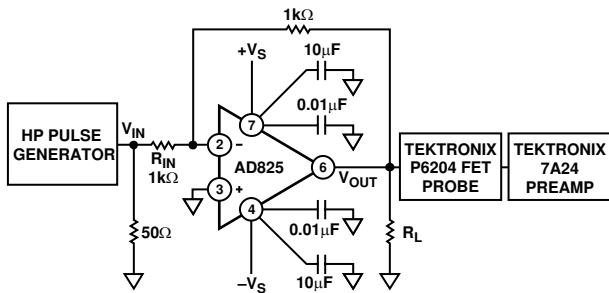 1kΩ
+VS
10µF
0.01µF
HP PULSE
GENERATOR
VIN
RIN
1kΩ
50Ω
2
−
3
+
7
AD825
4
6
VOUT
0.01µF
10µF
−VS
TEKTRONIX
P6204 FET
PROBE
TEKTRONIX
7A24
PREAMP
RL